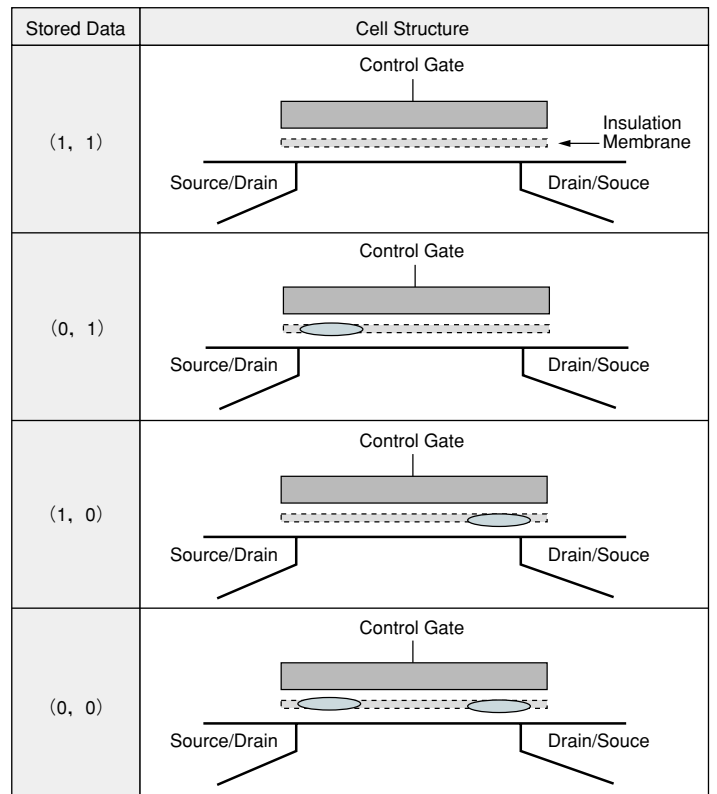 Stored Data Cell Structure
Control Gate
(1, 1)
Insulation
Membrane
Source/Drain Drain/Souce
Control Gate
(0, 1)
Source/Drain Drain/Souce
Control Gate
(1, 0)
Source/Drain Drain/Souce
Control Gate
(0, 0)
Source/Drain Drain/Souce